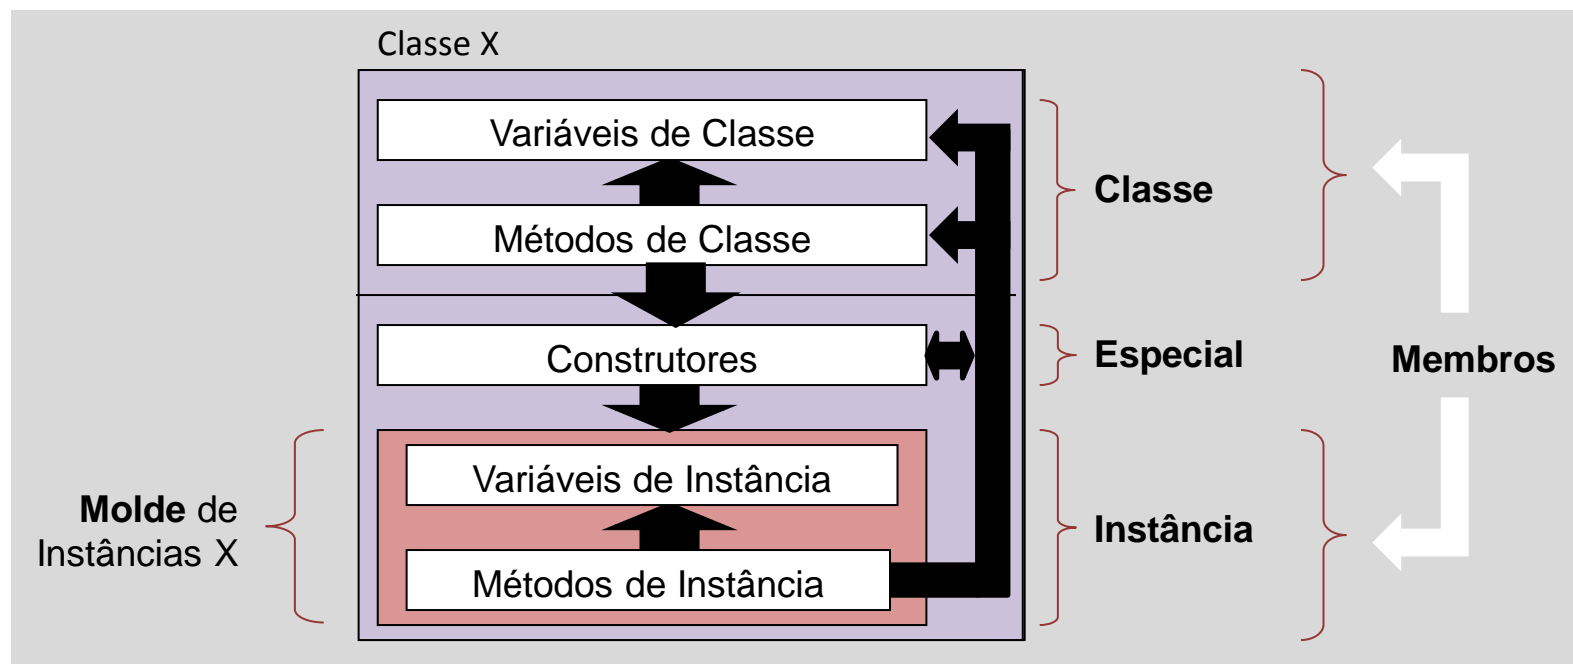 Classe X
Variáveis de Classe
Métodos de Classe
Classe
Construtores
Especial
Membros
Variáveis de Instância
Molde de
Instâncias X
Instância
Métodos de Instância